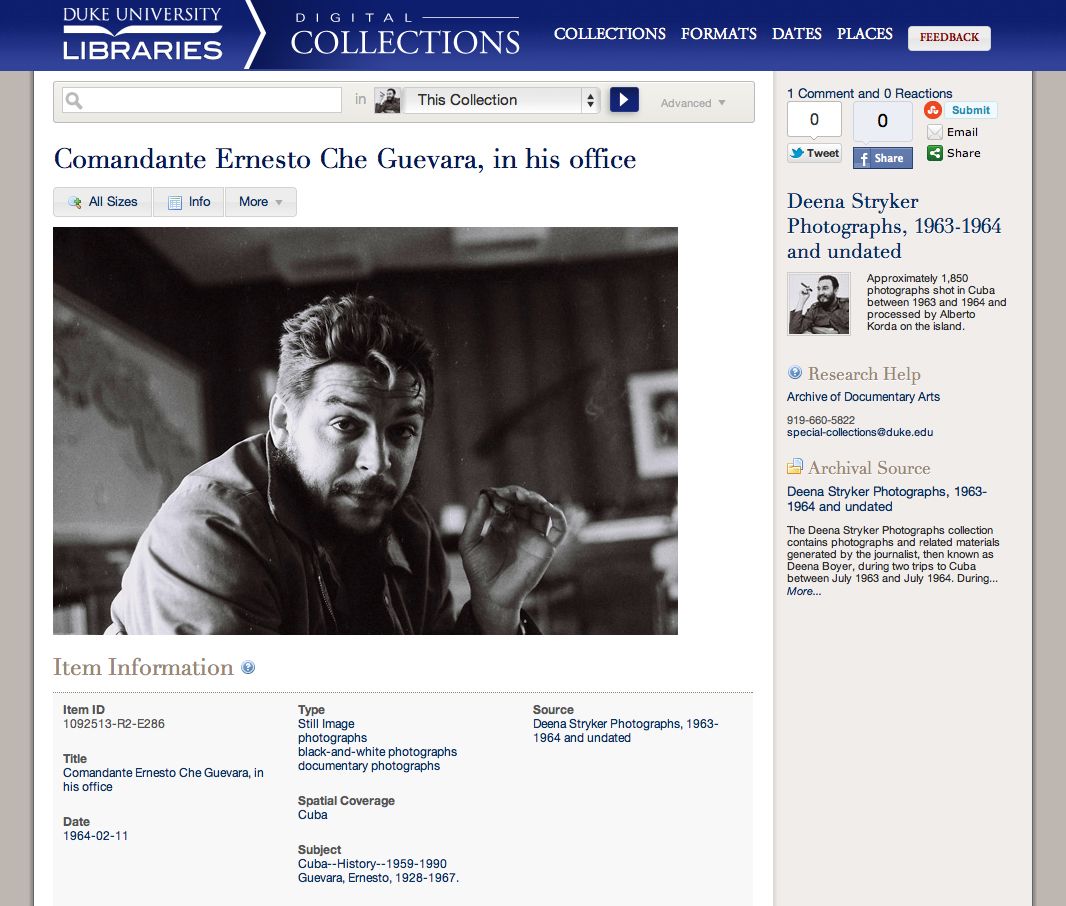 DUKE UNIVERSITY
LIBRARIES
DIGITAL
COLLECTIONS
COLLECTIONS FORMATS DATES PLACES FEEDBACK
in This Collection Advanced
Comandante Ernesto Che Guevara, in his office
All Sizes Info More
Item Information
Item ID
1092513-R2-E286
Title
Comandante Ernesto Che Guevara, in
his office
Date
1964-02-11
Type
Still Image
photographs
black-and-white photographs
documentary photographs
Spatial Coverage
Cuba
Subject
Cuba--History--1959-1990
Guevara, Ernesto, 1928-1967.
Source
Deena Stryker Photographs, 1963-
1964 and undated
1 Comment and 0 Reactions
0 0 Submit
Email
Tweet Share Share
Deena Stryker
Photographs, 1963-1964
and undated
Approximately 1,850
photographs shot in Cuba
between 1963 and 1964 and
processed by Alberto
Korda on the island.
Research Help
Archive of Documentary Arts
919-660-5822
special-collections@duke.edu
Archival Source
Deena Stryker Photographs, 1963-
1964 and undated
The Deena Stryker Photographs collection
contains photographs and related materials
generated by the journalist, then known as
Deena Boyer, during two trips to Cuba
between July 1963 and July 1964. During...
More...